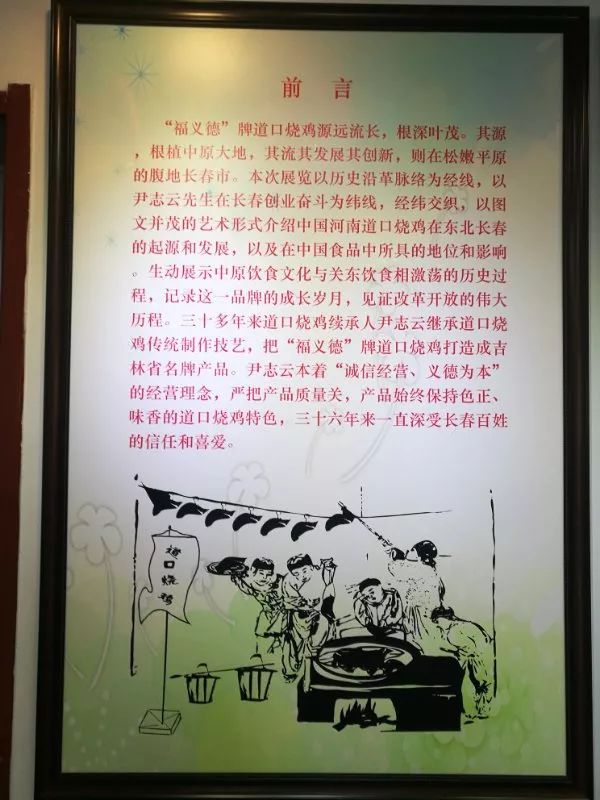 前 言
“福义德”牌道口烧鸡源远流长，根深叶茂。其源
，根植中原大地，其流其发展其创新，则在松嫩平原
的腹地长春市。本次展览以历史沿革脉络为经线，以
尹志云先生在长春创业奋斗为纬线，经纬交织，以图
文并茂的艺术形式介绍中国河南道口烧鸡在东北长春
的起源和发展，以及在中国食品中所具的地位和影响
。生动展示中原饮食文化与关东饮食相激荡的历史过
程，记录这一品牌的成长岁月，见证改革开放的伟大
历程。三十多年来道口烧鸡续承人尹志云继承道口烧
鸡传统制作技艺，把“福义德”牌道口烧鸡打造成吉
林省名牌产品。尹志云本着“诚信经营、义德为本”
的经营理念，严把产品质量关，产品始终保持色正、
味香的道口烧鸡特色，三十六年来一直深受长春百姓
的信任和喜爱。
道口烧鸡